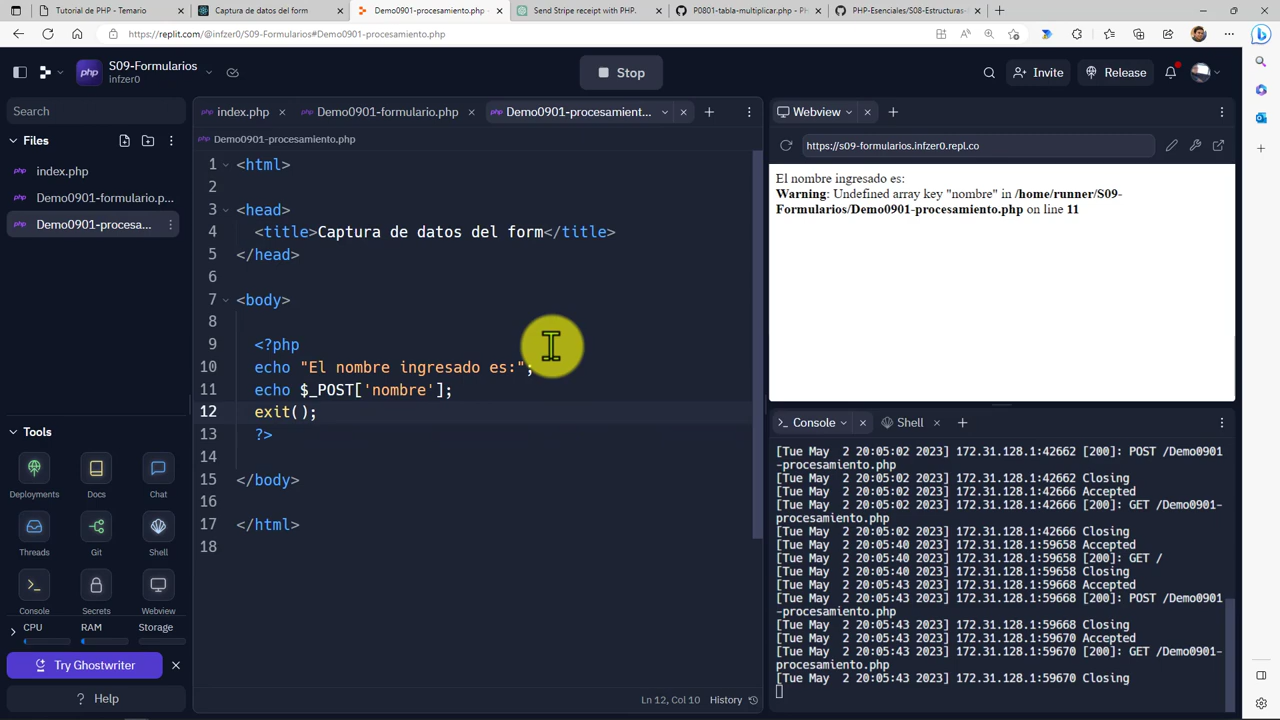 Tutorial de PHP - Temario
Captura de datos del form
Demo0901-procesamiento.php -
Send Stripe receipt with PHP.
P0801-tabla-multiplicar.php - PH
PHP-Esenciales/S08-Estructuras-
https://replit.com/@infzer0/S09-Formularios#Demo0901-procesamiento.php
php
S09-Formularios
infzer0
Stop
Invite
Release
Search
Files
index.php
Demo0901-formulario.p...
Demo0901-procesa...
Tools
Deployments
Docs
Chat
Threads
Git
Shell
Console
Secrets
Webview
CPU
RAM
Storage
Try Ghostwriter
? Help
index.php
Demo0901-formulario.php
Demo0901-procesamient...
Demo0901-procesamiento.php
1 <html>
2
3 <head>
4 <title>Captura de datos del form</title>
5 </head>
6
7 <body>
8
9 <?php
10 echo "El nombre ingresado es:";
11 echo $_POST['nombre'];
12 exit();
13 ?>
14
15 </body>
16
17 </html>
18
Ln 12, Col 10
History
Webview
https://s09-formularios.infzer0.repl.co
El nombre ingresado es:
Warning: Undefined array key "nombre" in /home/runner/S09-
Formularios/Demo0901-procesamiento.php on line 11
Console
Shell
[Tue May 2 20:05:02 2023] 172.31.128.1:42662 [200]: POST /Demo0901
-procesamiento.php
[Tue May 2 20:05:02 2023] 172.31.128.1:42662 Closing
[Tue May 2 20:05:02 2023] 172.31.128.1:42666 Accepted
[Tue May 2 20:05:02 2023] 172.31.128.1:42666 [200]: GET /Demo0901-
procesamiento.php
[Tue May 2 20:05:02 2023] 172.31.128.1:42666 Closing
[Tue May 2 20:05:40 2023] 172.31.128.1:59658 Accepted
[Tue May 2 20:05:40 2023] 172.31.128.1:59658 [200]: GET /
[Tue May 2 20:05:40 2023] 172.31.128.1:59658 Closing
[Tue May 2 20:05:43 2023] 172.31.128.1:59668 Accepted
[Tue May 2 20:05:43 2023] 172.31.128.1:59668 [200]: POST /Demo0901
-procesamiento.php
[Tue May 2 20:05:43 2023] 172.31.128.1:59668 Closing
[Tue May 2 20:05:43 2023] 172.31.128.1:59670 Accepted
[Tue May 2 20:05:43 2023] 172.31.128.1:59670 [200]: GET /Demo0901-
procesamiento.php
[Tue May 2 20:05:43 2023] 172.31.128.1:59670 Closing